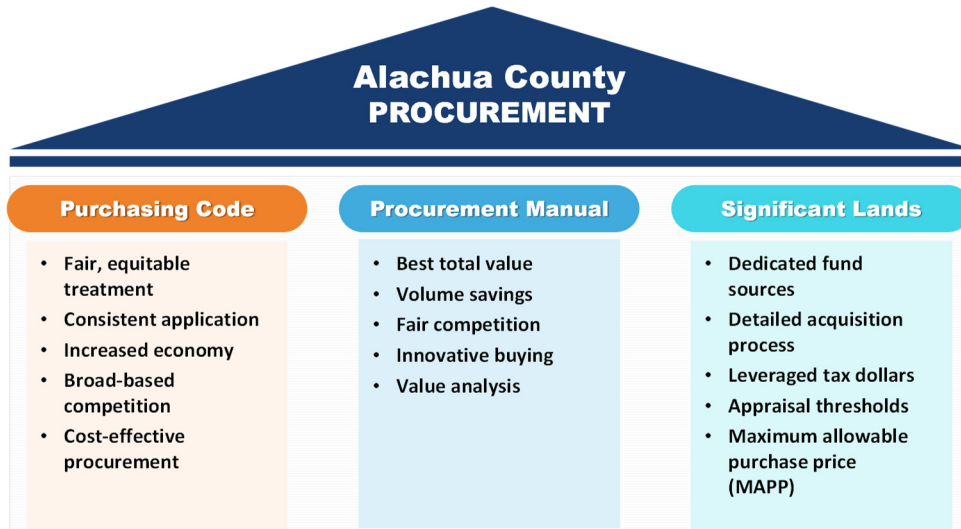 Alachua County
PROCUREMENT
Purchasing Code
• Fair, equitable
treatment
• Consistent application
• Increased economy
• Broad-based
competition
• Cost-effective
procurement
Procurement Manual
• Best total value
• Volume savings
• Fair competition
• Innovative buying
• Value analysis
Significant Lands
• Dedicated fund
sources
• Detailed acquisition
process
• Leveraged tax dollars
• Appraisal thresholds
• Maximum allowable
purchase price
(MAPP)